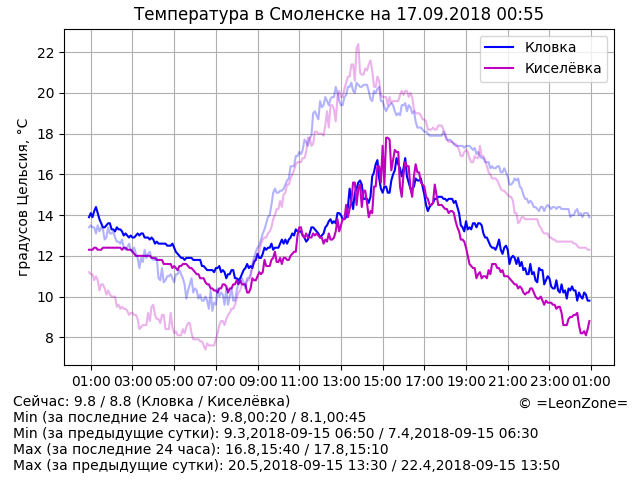 Температура в Смоленске на 17.09.2018 00:55
Кловка
Киселёвка
градусов Цельсия, °C
22
20
18
16
14
12
10
8
01:00 03:00 05:00 07:00 09:00 11:00 13:00 15:00 17:00 19:00 21:00 23:00 01:00
Сейчас: 9.8 / 8.8 (Кловка / Киселёвка)
© =LeonZone=
Min (за последние 24 часа): 9.8,00:20 / 8.1,00:45
Min (за предыдущие сутки): 9.3,2018-09-15 06:50 / 7.4,2018-09-15 06:30
Max (за последние 24 часа): 16.8,15:40 / 17.8,15:10
Max (за предыдущие сутки): 20.5,2018-09-15 13:30 / 22.4,2018-09-15 13:50